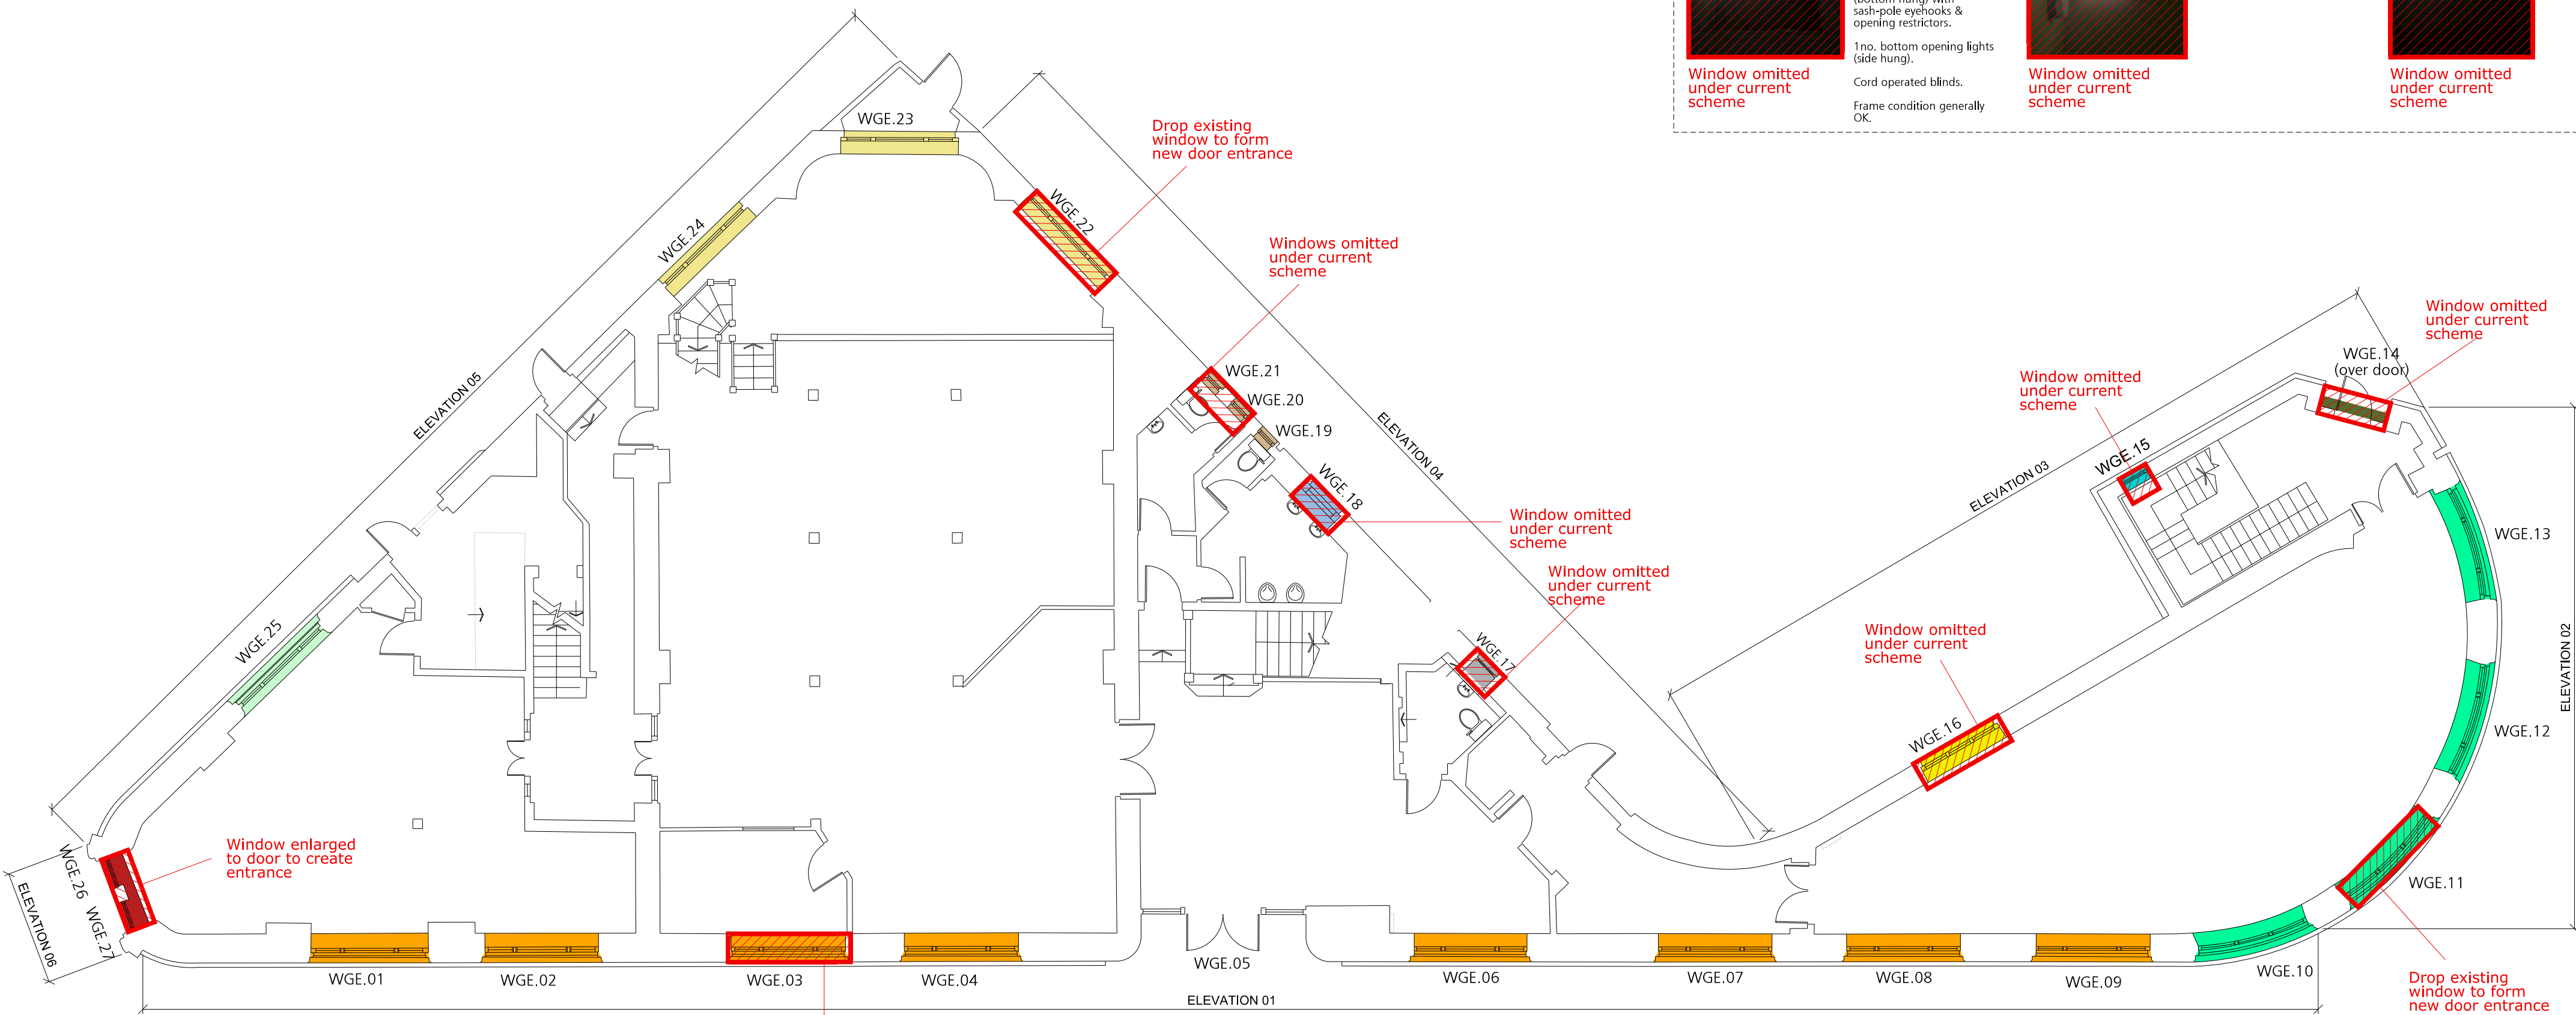 (bottom hung) with
sash-pole eyehooks &
opening restrictors.
1no. bottom opening lights
(side hung).
Cord operated blinds.
Frame condition generally
OK.
Window omitted
under current
scheme
Window omitted
under current
scheme
Window omitted
under current
scheme
WGE.23
Drop existing
window to form
new door entrance
WGE.22
WGE.24
Windows omitted
under current
scheme
WGE.21
WGE.20
WGE.19
WGE.18
ELEVATION 05
ELEVATION 04
Window omitted
under current
scheme
Window omitted
under current
scheme
WGE.17
Window omitted
under current
scheme
WGE.14
(over door)
Window omitted
under current
scheme
WGE.15
ELEVATION 03
WGE.13
Window omitted
under current
scheme
WGE.16
WGE.12
ELEVATION 02
WGE.25
Window enlarged
to door to create
entrance
WGE.26
WGE.27
ELEVATION 06
WGE.11
WGE.01
WGE.02
WGE.03
WGE.04
WGE.05
WGE.06
WGE.07
WGE.08
WGE.09
WGE.10
Drop existing
window to form
new door entrance
ELEVATION 01